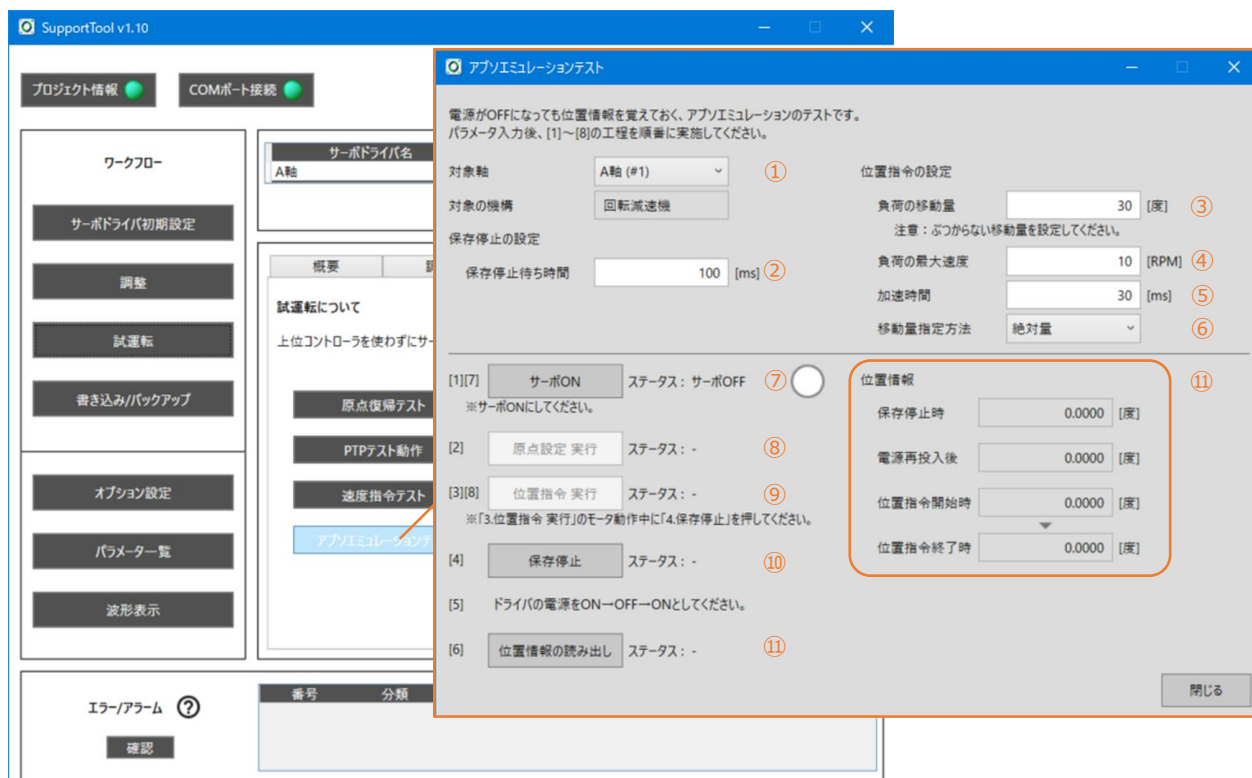 SupportTool v1.10
プロジェクト情報
COMポート接続
ワークフロー
サーボドライバ初期設定
調整
試運転
書き込み/バックアップ
オプション設定
パラメータ一覧
波形表示
サーボドライバ名
A軸
概要
試運転について
上位コントローラを使わずにサー
原点復帰テスト
PTPテスト動作
速度指令テスト
アブソエミュレーションテ
エラー/アラーム ?
確認
番号 分類
アブソエミュレーションテスト
電源がOFFになっても位置情報を覚えておく、アブソエミュレーションのテストです。
パラメータ入力後、[1]～[8]の工程を順番に実施してください。
対象軸 A軸 (#1) ①
対象の機構 回転減速機
保存停止の設定
保存停止待ち時間 100 [ms] ②
位置指令の設定
負荷の移動量 30 [度] ③
注意：ぶつからない移動量を設定してください。
負荷の最大速度 10 [RPM] ④
加速時間 30 [ms] ⑤
移動量指定方法 絶対量 ⑥
[1][7] サーボON ステータス： サーボOFF ⑦
※サーボONにしてください。
[2] 原点設定 実行 ステータス： - ⑧
[3][8] 位置指令 実行 ステータス： - ⑨
※「3.位置指令 実行」のモータ動作中に「4.保存停止」を押してください。
[4] 保存停止 ステータス： - ⑩
[5] ドライバの電源をON→OFF→ONとしてください。
[6] 位置情報の読み出し ステータス： - ⑪
位置情報 ⑪
保存停止時 0.0000 [度]
電源再投入後 0.0000 [度]
位置指令開始時 0.0000 [度]
位置指令終了時 0.0000 [度]
閉じる